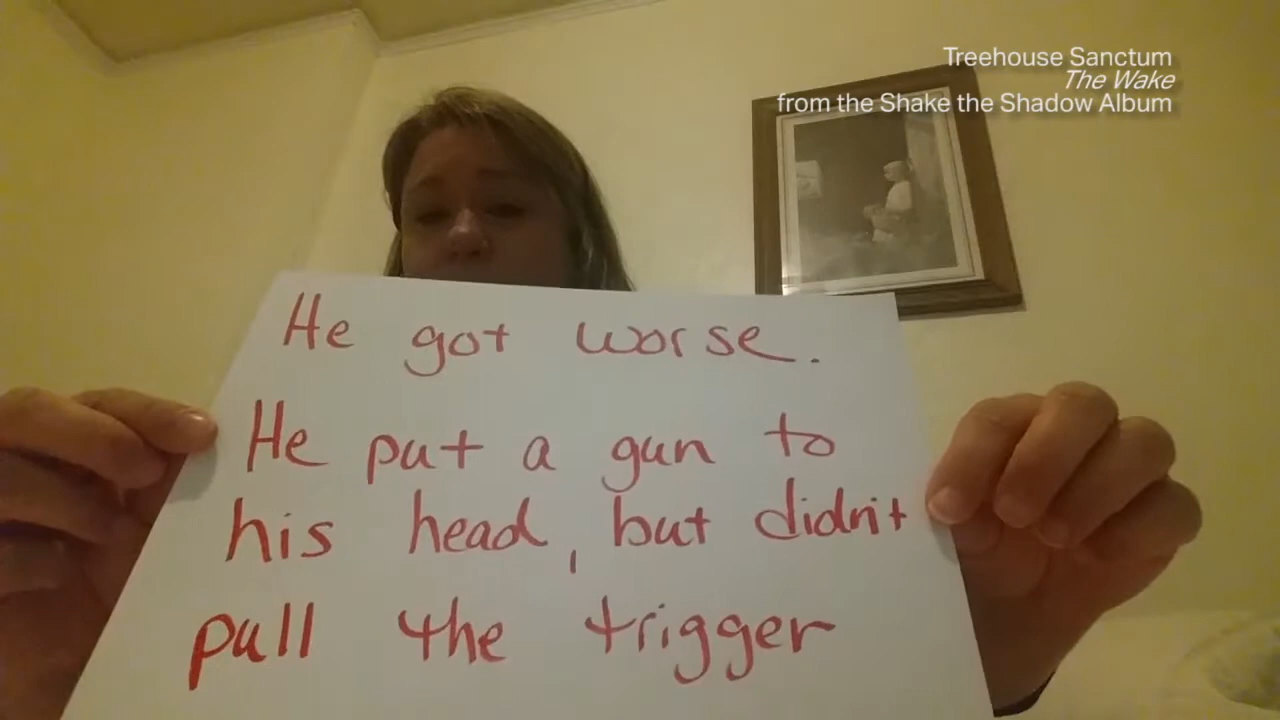 Treehouse Sanctum
The Wake
from the Shake the Shadow Album
He got worse.
He put a gun to
his head, but didn't
pull the trigger